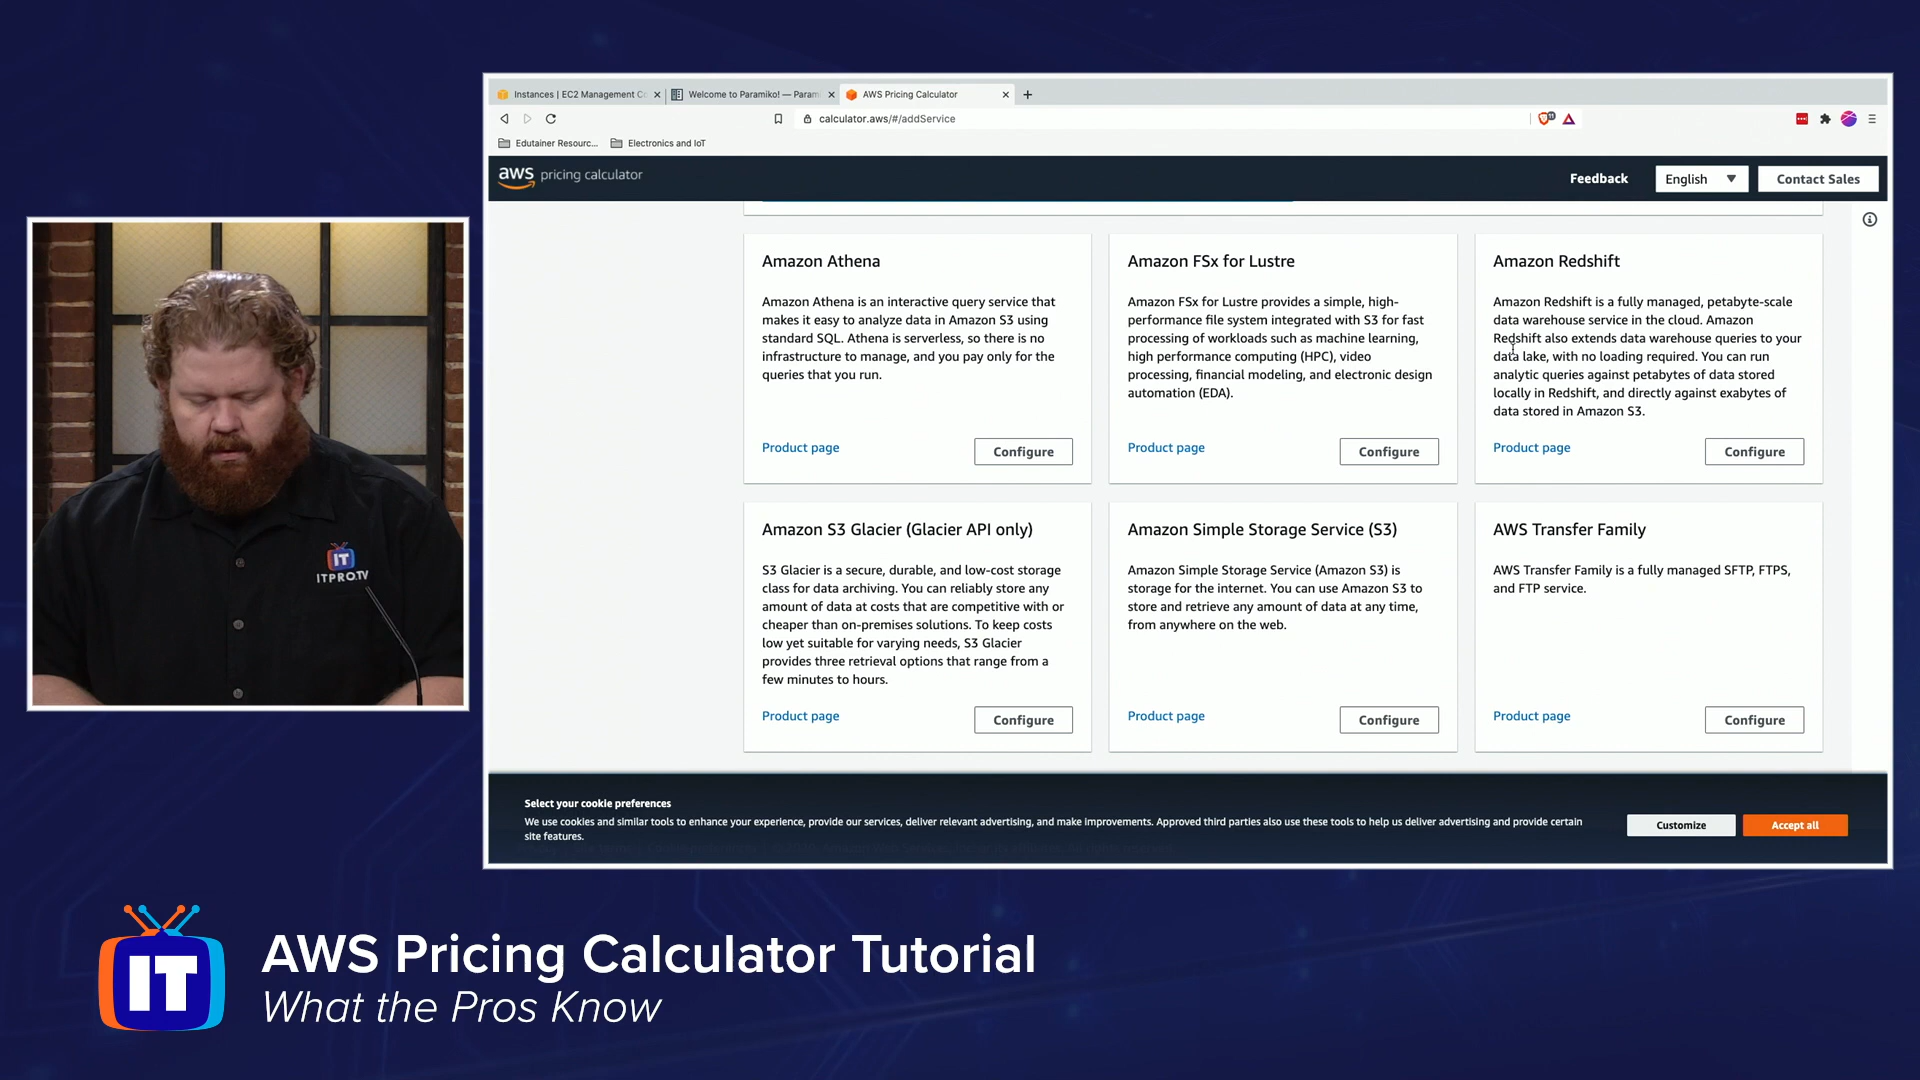 Instances | EC2 Management Co
Welcome to Paramiko! — Param
AWS Pricing Calculator
calculator.aws/#/addService
Edutainer Resourc...
Electronics and IoT
aws pricing calculator
Feedback
English
Contact Sales
Amazon Athena
Amazon Athena is an interactive query service that
makes it easy to analyze data in Amazon S3 using
standard SQL. Athena is serverless, so there is no
infrastructure to manage, and you pay only for the
queries that you run.
Product page
Configure
Amazon FSx for Lustre
Amazon FSx for Lustre provides a simple, high-
performance file system integrated with S3 for fast
processing of workloads such as machine learning,
high performance computing (HPC), video
processing, financial modeling, and electronic design
automation (EDA).
Product page
Configure
Amazon Redshift
Amazon Redshift is a fully managed, petabyte-scale
data warehouse service in the cloud. Amazon
Redshift also extends data warehouse queries to your
data lake, with no loading required. You can run
analytic queries against petabytes of data stored
locally in Redshift, and directly against exabytes of
data stored in Amazon S3.
Product page
Configure
Amazon S3 Glacier (Glacier API only)
S3 Glacier is a secure, durable, and low-cost storage
class for data archiving. You can reliably store any
amount of data at costs that are competitive with or
cheaper than on-premises solutions. To keep costs
low yet suitable for varying needs, S3 Glacier
provides three retrieval options that range from a
few minutes to hours.
Product page
Configure
Amazon Simple Storage Service (S3)
Amazon Simple Storage Service (Amazon S3) is
storage for the internet. You can use Amazon S3 to
store and retrieve any amount of data at any time,
from anywhere on the web.
Product page
Configure
AWS Transfer Family
AWS Transfer Family is a fully managed SFTP, FTPS,
and FTP service.
Product page
Configure
Select your cookie preferences
We use cookies and similar tools to enhance your experience, provide our services, deliver relevant advertising, and make improvements. Approved third parties also use these tools to help us deliver advertising and provide certain
site features.
Customize
Accept all
IT
ITPRO.TV
IT
AWS Pricing Calculator Tutorial
What the Pros Know